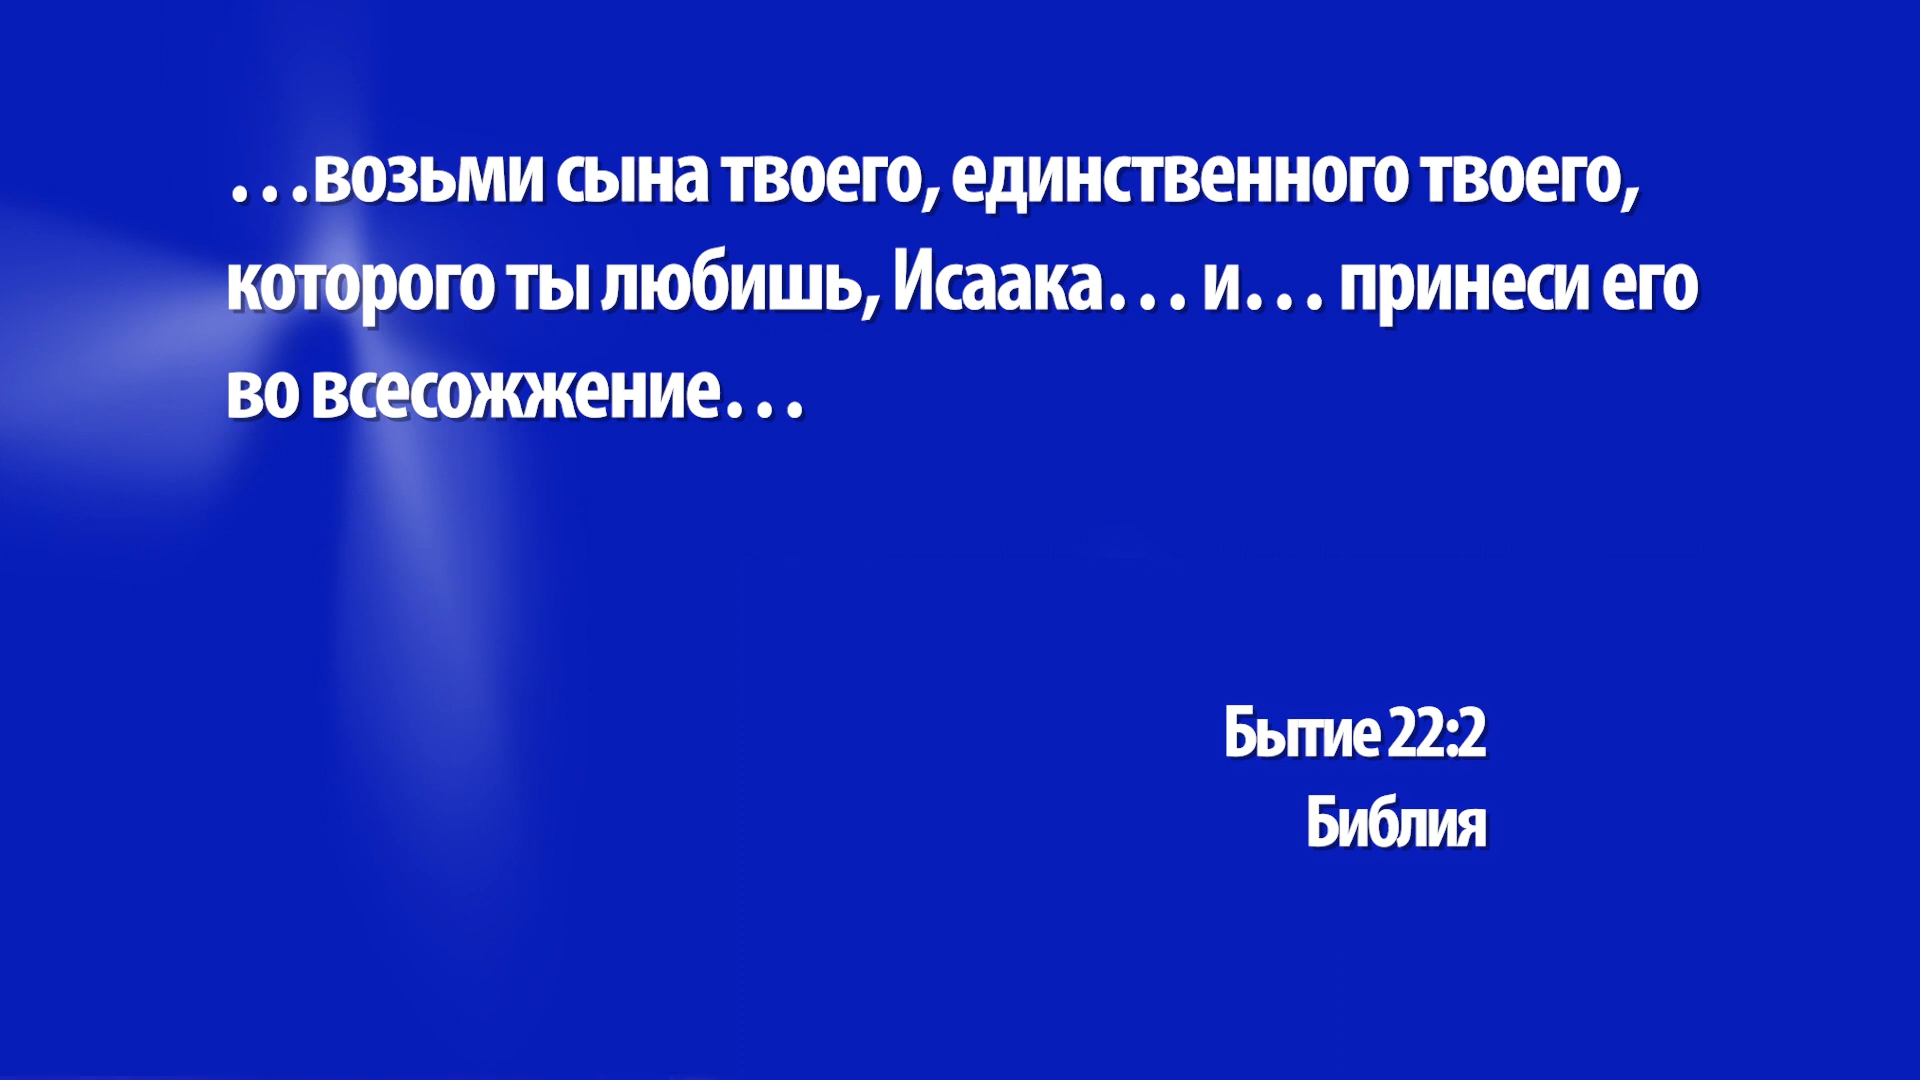 …возьми сына твоего, единственного твоего,
которого ты любишь, Исаака… и… принеси его
во всесожжение…
Бытие 22:2
Библия